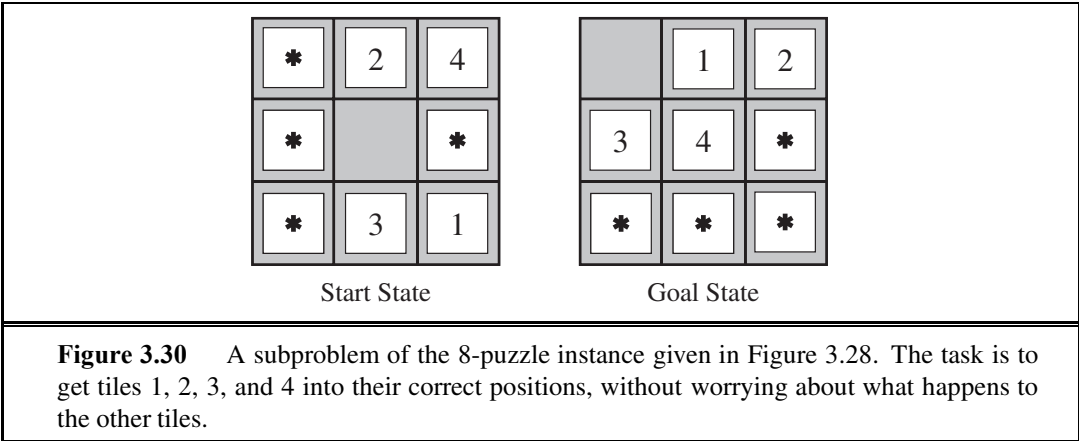 * 2 4
* *
* 3 1
1 2
3 4 *
* * *
Start State
Goal State
Figure 3.30 A subproblem of the 8-puzzle instance given in Figure 3.28. The task is to
get tiles 1, 2, 3, and 4 into their correct positions, without worrying about what happens to
the other tiles.